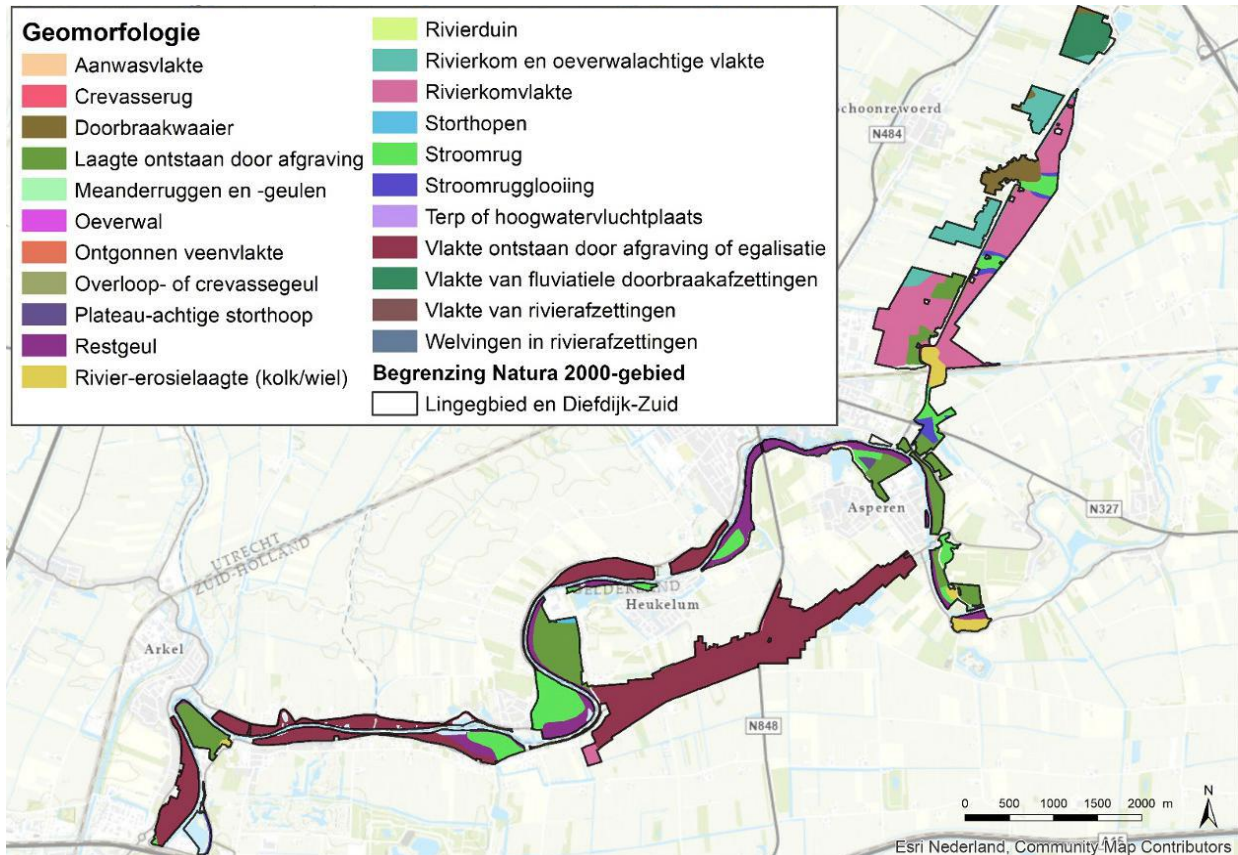 Geomorfologie
Aanwasvlakte
Crevasserug
Doorbraakwaaier
Laagte ontstaan door afgraving
Meanderruggen en -geulen
Oeverwal
Ontgonnen veenvlakte
Overloop- of crevassegeul
Plateau-achtige storthoop
Restgeul
Rivier-erosielaagte (kolk/wiel)
Rivierduin
Rivierkom en oeverwalachtige vlakte
Rivierkomvlakte
Storthopen
Stroomrug
Stroomrugglooiing
Terp of hoogwatervluchtplaats
Vlakte ontstaan door afgraving of egalisatie
Vlakte van fluviatiele doorbraakafzettingen
Vlakte van rivierafzettingen
Welvingen in rivierafzettingen
Begrenzing Natura 2000-gebied
Lingegbied en Diefdijk-Zuid
choonrewoerd
N484
N327
Asperen
UTRECHT
ZUID-HOLLAND
GELDERLAND
Heukelum
Arkel
N848
0 500 1000 1500 2000 m
N
A15
Esri Nederland, Community Map Contributors